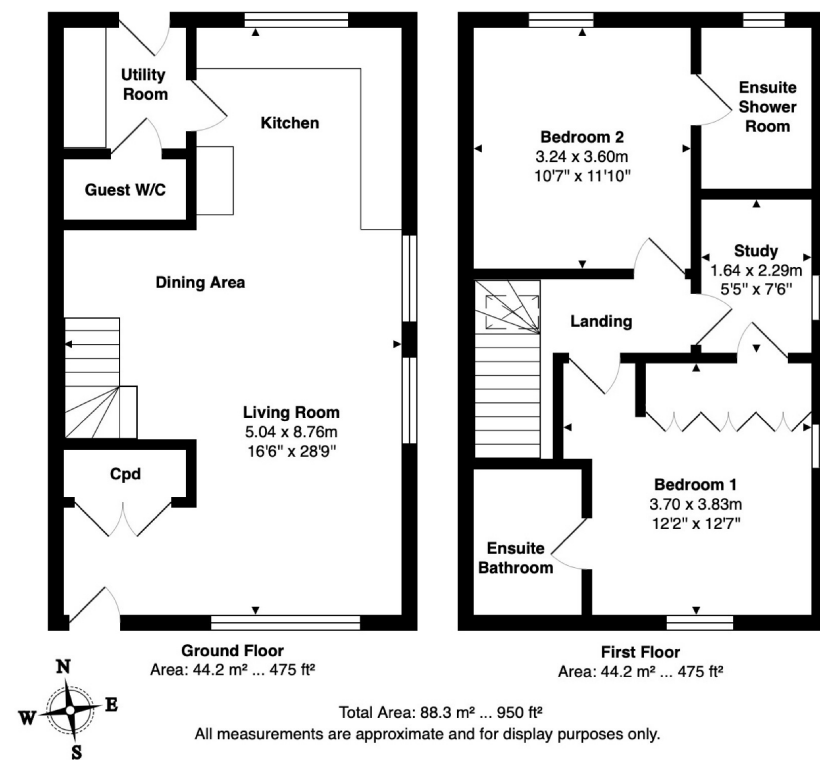 Utility
Room
Kitchen
Guest W/C
Dining Area
Living Room
5.04 x 8.76m
16'6" x 28'9"
Cpd
Ground Floor
Area: 44.2 m² ... 475 ft²
Bedroom 2
3.24 x 3.60m
10'7" x 11'10"
Ensuite
Shower
Room
Study
1.64 x 2.29m
5'5" x 7'6"
Landing
Bedroom 1
3.70 x 3.83m
12'2" x 12'7"
Ensuite
Bathroom
First Floor
Area: 44.2 m² ... 475 ft²
N
W E
S
Total Area: 88.3 m² ... 950 ft²
All measurements are approximate and for display purposes only.